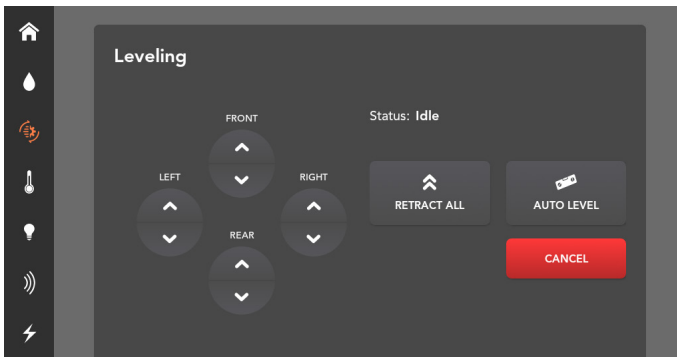 Leveling
FRONT
Status: Idle
LEFT
RIGHT
RETRACT ALL
AUTO LEVEL
REAR
CANCEL